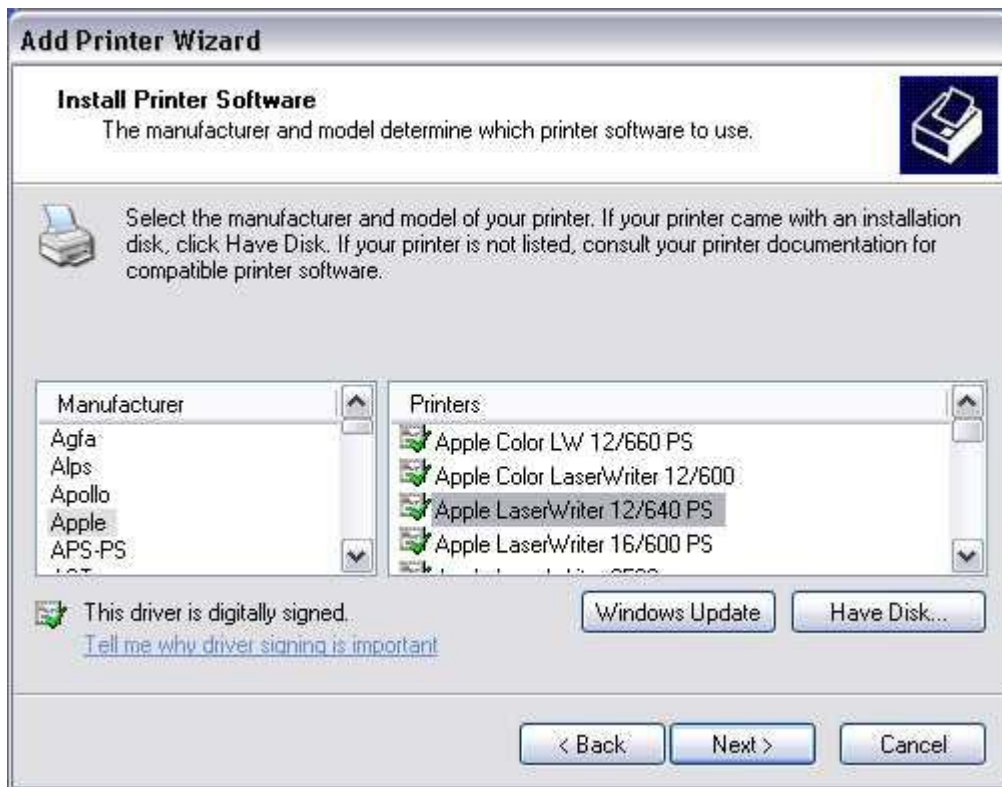 Add Printer Wizard
Install Printer Software
The manufacturer and model determine which printer software to use.
Select the manufacturer and model of your printer. If your printer came with an installation
disk, click Have Disk. If your printer is not listed, consult your printer documentation for
compatible printer software.
Manufacturer
Agfa
Alps
Apollo
Apple
APS-PS
Printers
Apple Color LW 12/660 PS
Apple Color LaserWriter 12/600
Apple LaserWriter 12/640 PS
Apple LaserWriter 16/600 PS
This driver is digitally signed.
Tell me why driver signing is important
Windows Update
Have Disk...
< Back
Next >
Cancel